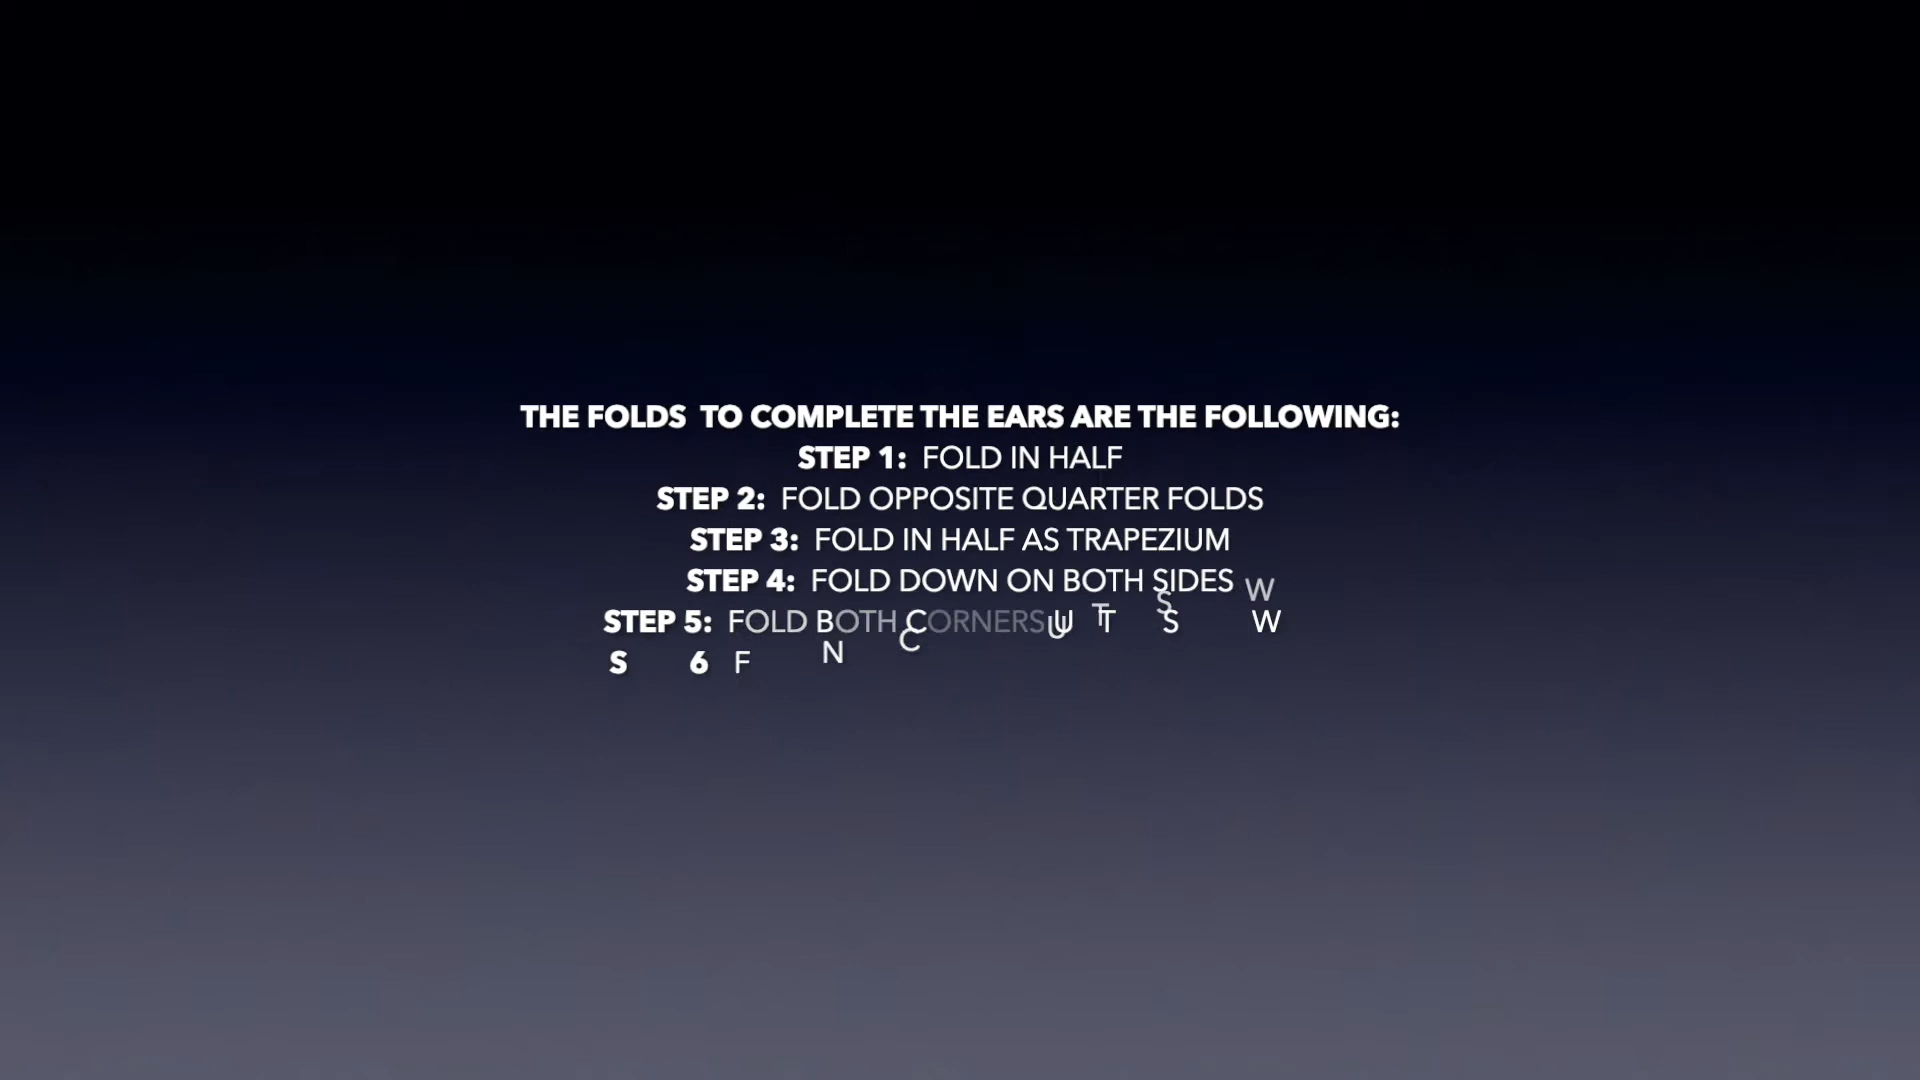 THE FOLDS TO COMPLETE THE EARS ARE THE FOLLOWING:
STEP 1: FOLD IN HALF
STEP 2: FOLD OPPOSITE QUARTER FOLDS
STEP 3: FOLD IN HALF AS TRAPEZIUM
STEP 4: FOLD DOWN ON BOTH SIDES
STEP 5: FOLD BOTH CORNERS